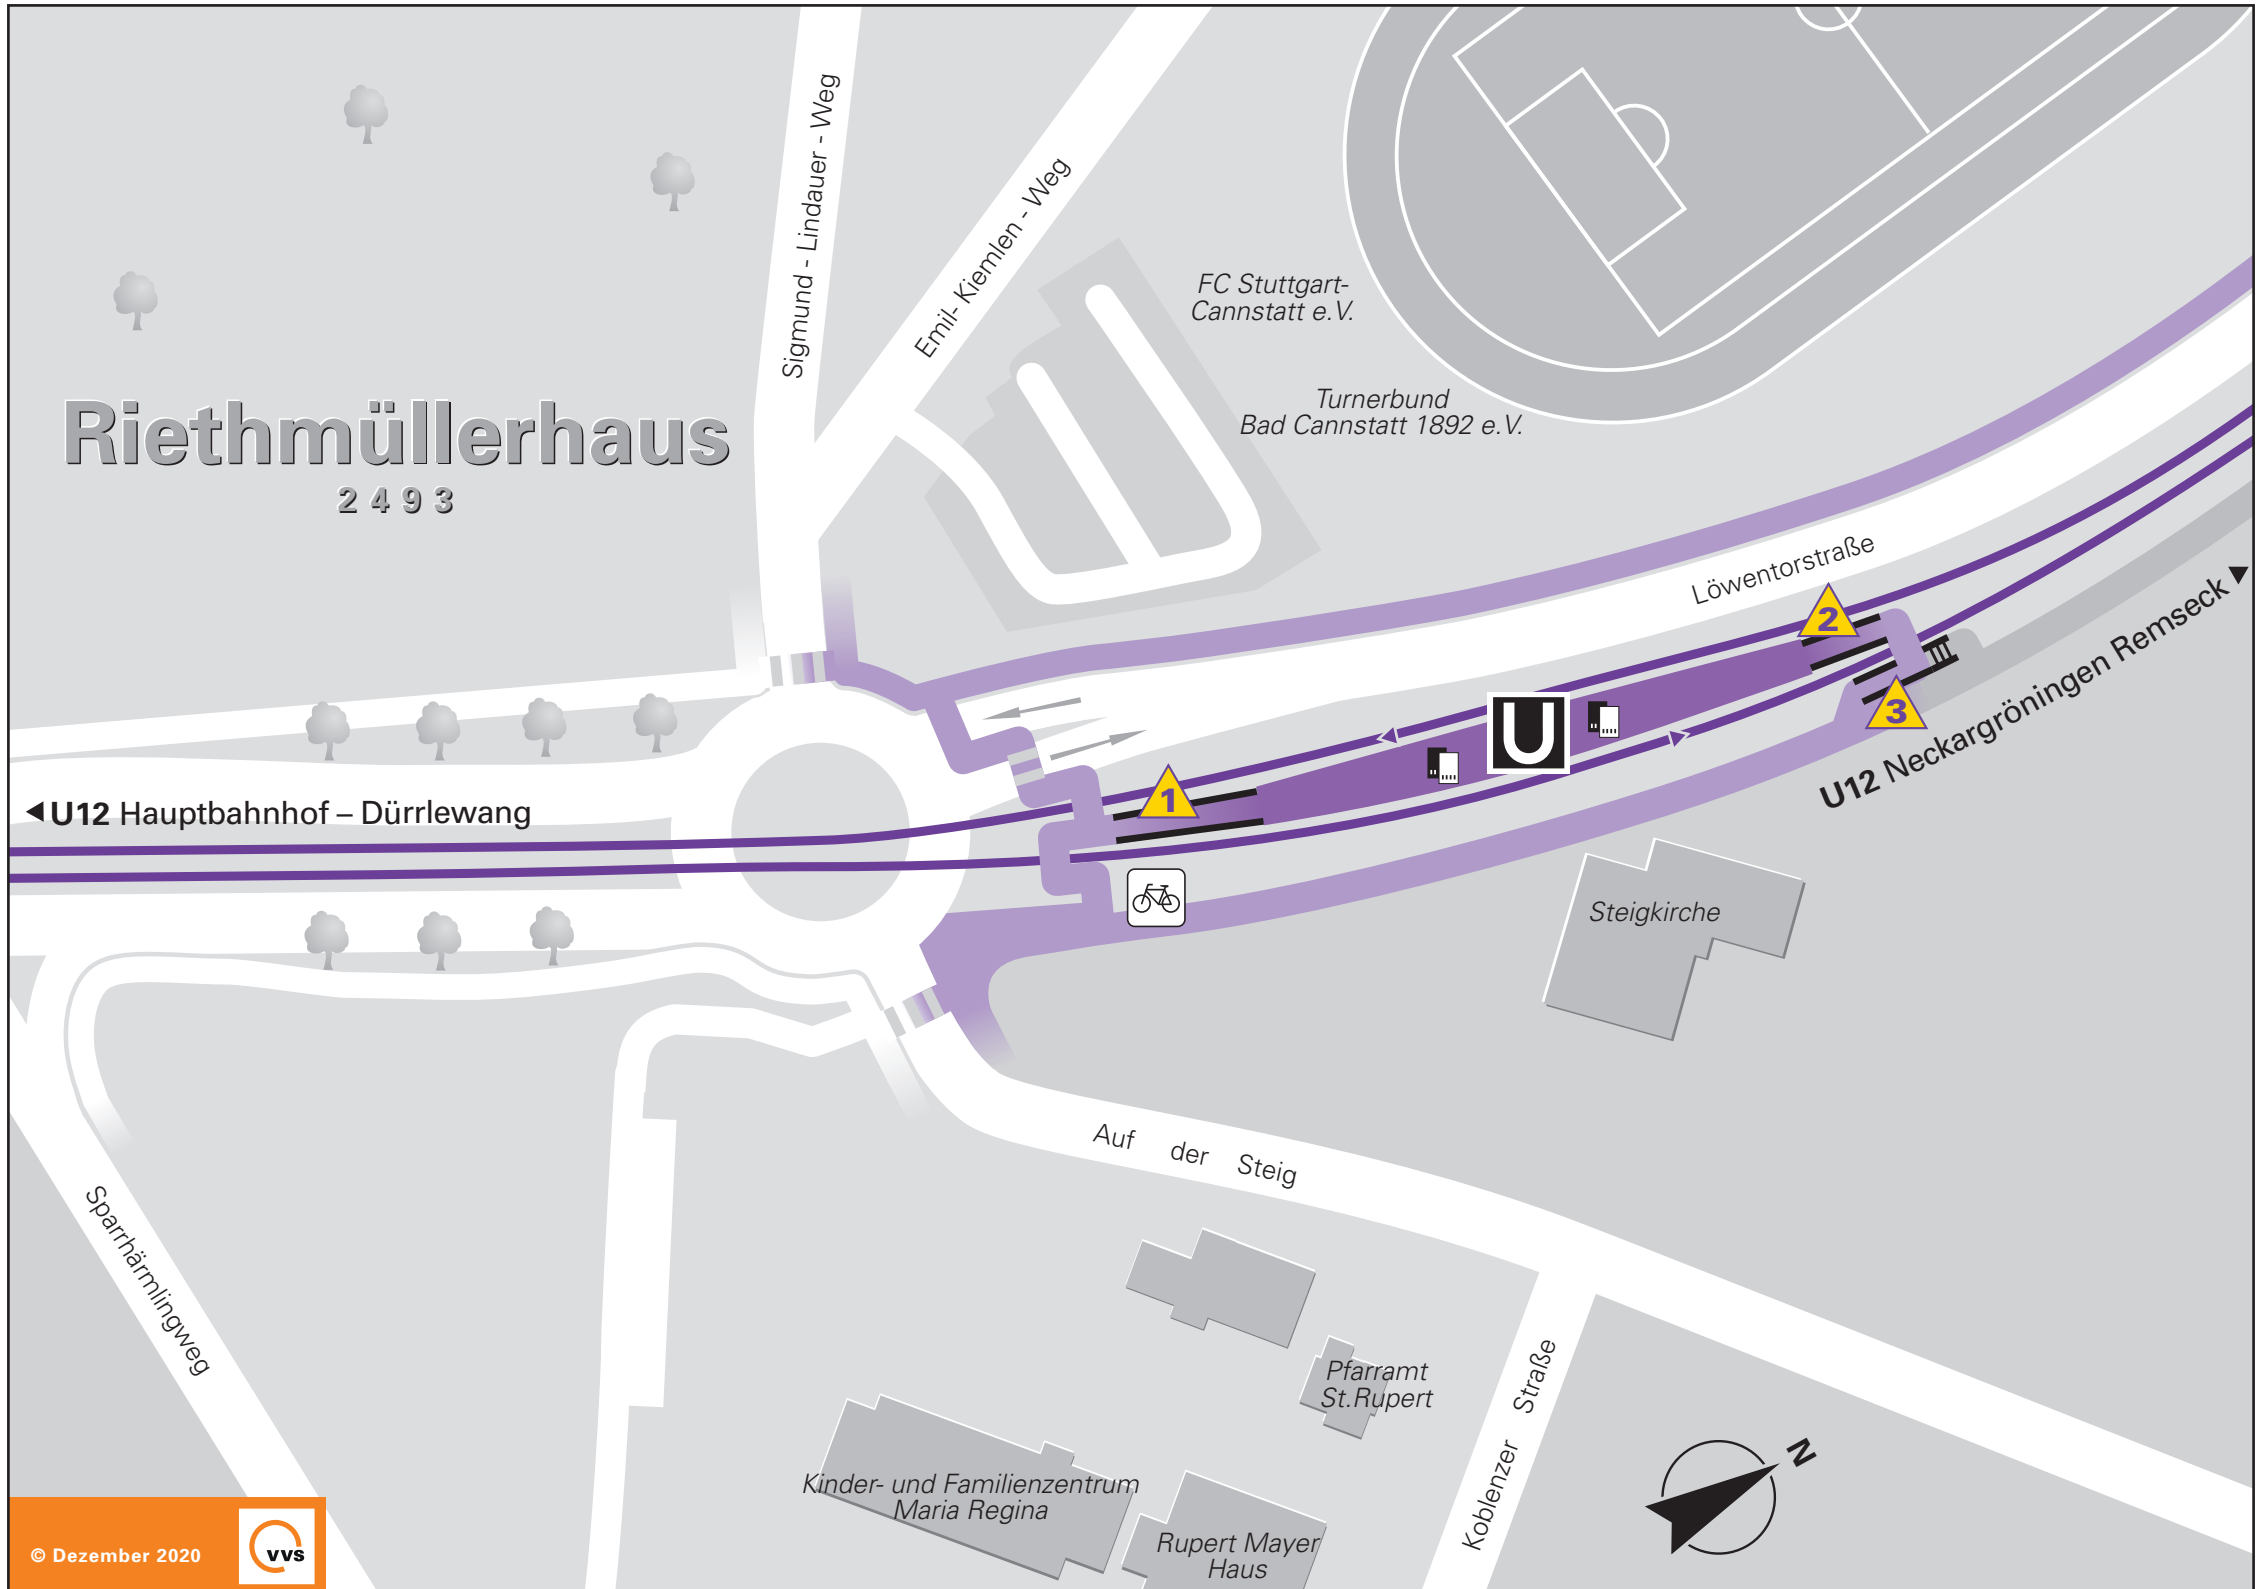 Sigmund - Lindauer - Weg
Emil- Kiemlen - Weg
FC Stuttgart-
Cannstatt e.V.
Turnerbund
Bad Cannstatt 1892 e.V.
Riethmüllerhaus
2493
Löwentorstraße
2
3
1
U
U12 Neckargröningen Remseck
U12 Hauptbahnhof – Dürrlewang
Steigkirche
Auf der Steig
Sparrhärmlingweg
Pfarramt
St.Rupert
Koblenzer Straße
Kinder- und Familienzentrum
Maria Regina
Rupert Mayer
Haus
N
© Dezember 2020
vvs